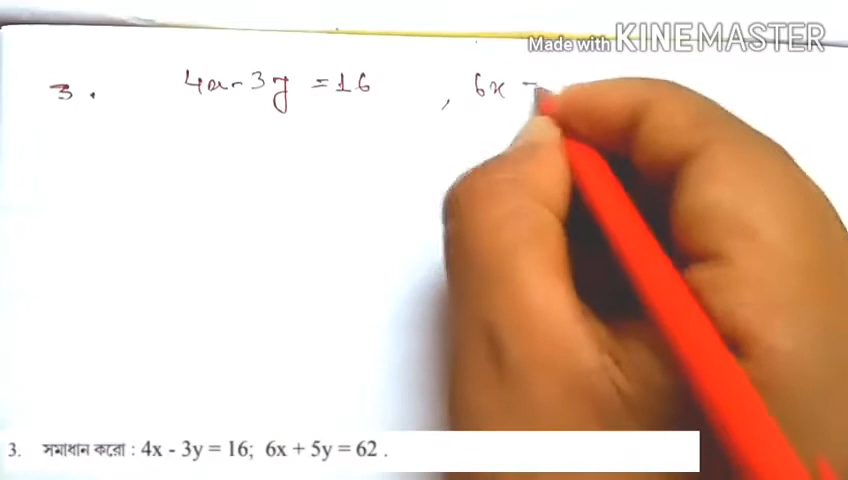 Made with KINEMASTER
3. 4x - 3y = 16 , 6x
3. সমাধান করো : 4x - 3y = 16; 6x + 5y = 62 .